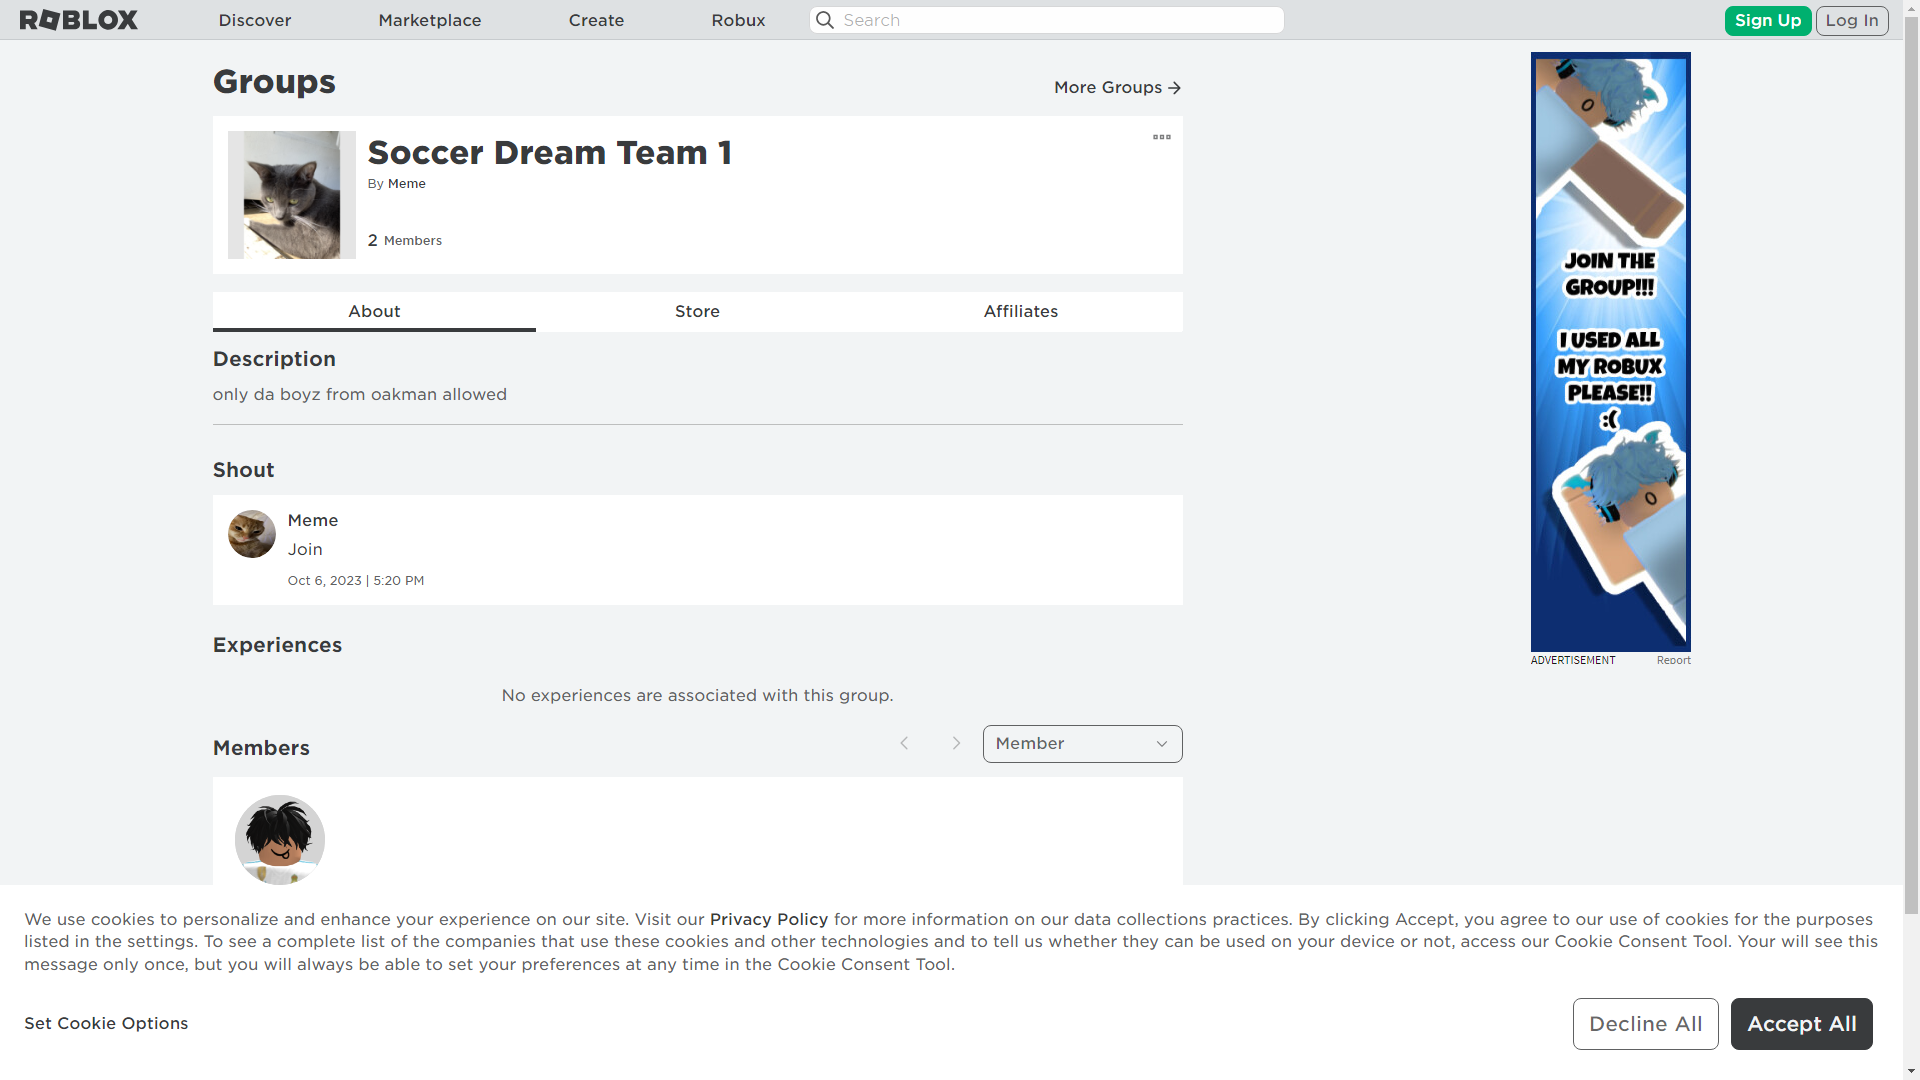 ROBLOX
Discover
Marketplace
Create
Robux
Search
Sign Up
Log In
Groups
More Groups
Soccer Dream Team 1
By Meme
2 Members
About
Store
Affiliates
Description
only da boyz from oakman allowed
Shout
Meme
Join
Oct 6, 2023 | 5:20 PM
Experiences
No experiences are associated with this group.
Members
Member
JOIN THE
GROUP!!!
I USED ALL
MY ROBUX
PLEASE!!
:(
ADVERTISEMENT
Report
We use cookies to personalize and enhance your experience on our site. Visit our Privacy Policy for more information on our data collections practices. By clicking Accept, you agree to our use of cookies for the purposes
listed in the settings. To see a complete list of the companies that use these cookies and other technologies and to tell us whether they can be used on your device or not, access our Cookie Consent Tool. Your will see this
message only once, but you will always be able to set your preferences at any time in the Cookie Consent Tool.
Set Cookie Options
Decline All
Accept All